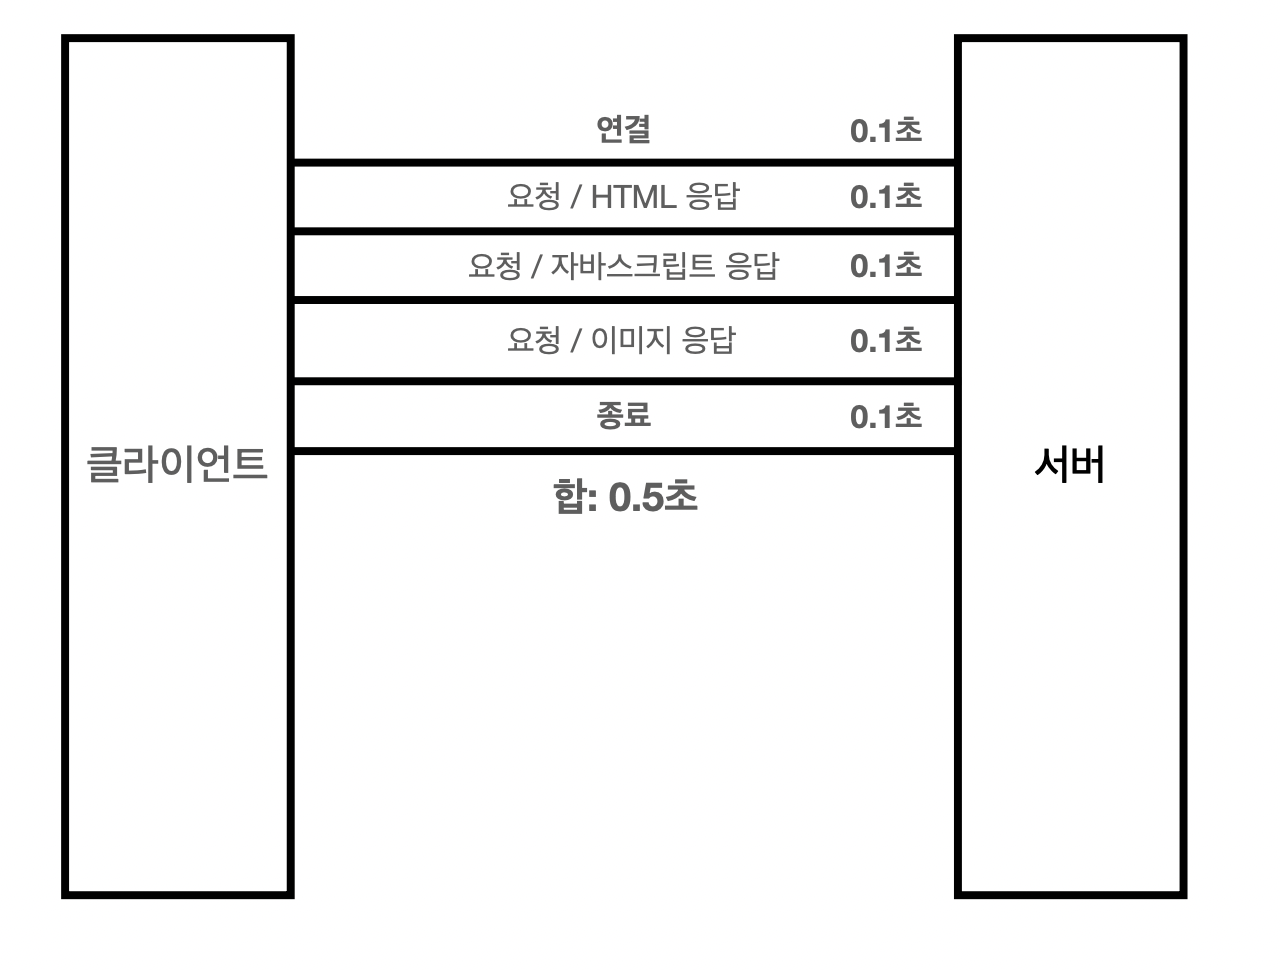 연결 0.1초
요청 / HTML 응답 0.1초
요청 / 자바스크립트 응답 0.1초
요청 / 이미지 응답 0.1초
종료 0.1초
클라이언트
서버
합: 0.5초